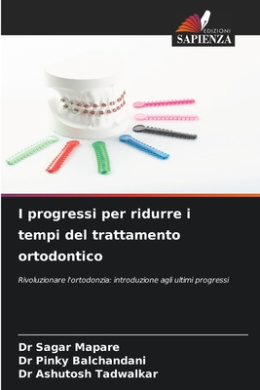 EDIZIONI
SAPIENZA
I progressi per ridurre i
tempi del trattamento
ortodontico
Rivoluzionare l'ortodonzia: introduzione agli ultimi progressi
Dr Sagar Mapare
Dr Pinky Balchandani
Dr Ashutosh Tadwalkar